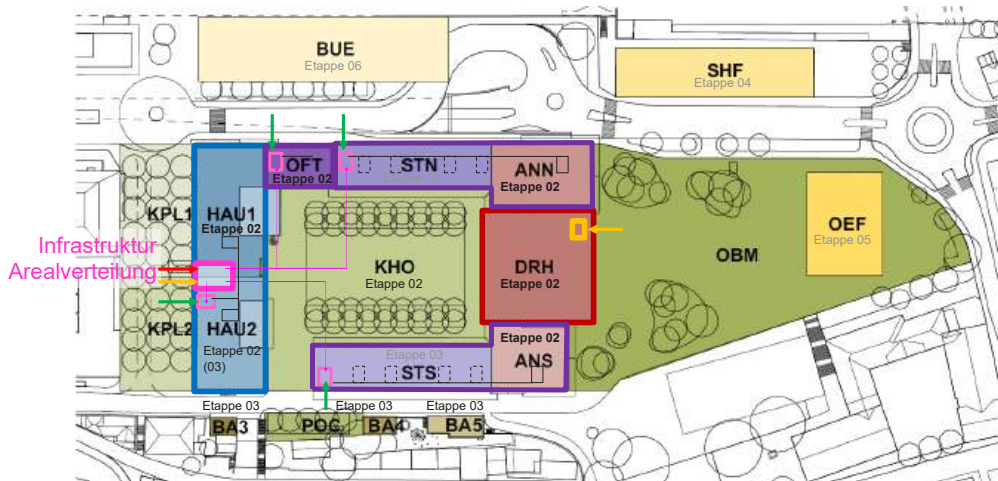 BUE
Etappe 06
SHF
Etappe 04
OFT
Etappe 02
STN
ANN
Etappe 02
KPL1
HAU1
Etappe 02
OEF
Etappe 05
Infrastruktur
Arealverteilung
KHO
Etappe 02
DRH
Etappe 02
OBM
KPL2
HAU2
Etappe 02
(03)
Etappe 03
STS
Etappe 02
ANS
Etappe 03
Etappe 03
Etappe 03
BA3
POC
BA4
BA5